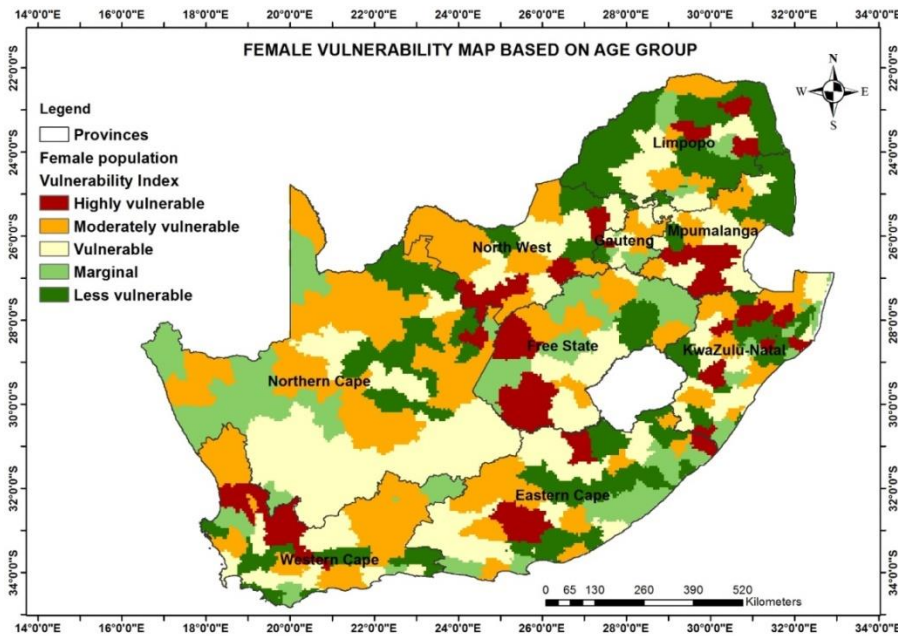 14°0'0"E 16°0'0"E 18°0'0"E 20°0'0"E 22°0'0"E 24°0'0"E 26°0'0"E 28°0'0"E 30°0'0"E 32°0'0"E 34°0'0"E
FEMALE VULNERABILITY MAP BASED ON AGE GROUP
N
W E
S
Legend
Provinces
Female population
Vulnerability Index
Highly vulnerable
Moderately vulnerable
Vulnerable
Marginal
Less vulnerable
Limpopo
Mpumalanga
North West
Gauteng
Free State
KwaZulu-Natal
Northern Cape
Eastern Cape
Western Cape
22°0'0"S
24°0'0"S
26°0'0"S
28°0'0"S
30°0'0"S
32°0'0"S
34°0'0"S
22°0'0"S
24°0'0"S
26°0'0"S
28°0'0"S
30°0'0"S
32°0'0"S
34°0'0"S
0 65 130 260 390 520
Kilometers
14°0'0"E 16°0'0"E 18°0'0"E 20°0'0"E 22°0'0"E 24°0'0"E 26°0'0"E 28°0'0"E 30°0'0"E 32°0'0"E 34°0'0"E